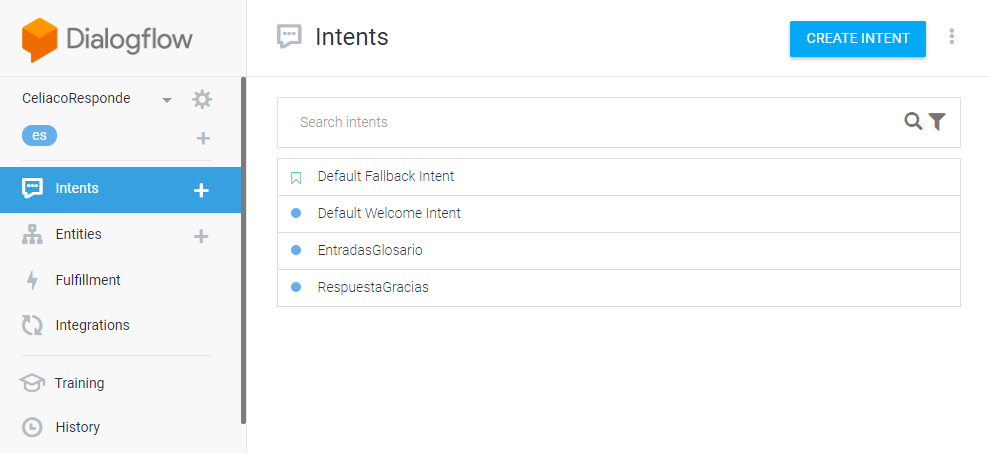 Dialogflow
CeliacoResponde
es
Intents
Entities
Fulfillment
Integrations
Training
History
Intents
CREATE INTENT
Search intents
Default Fallback Intent
Default Welcome Intent
EntradasGlosario
RespuestaGracias